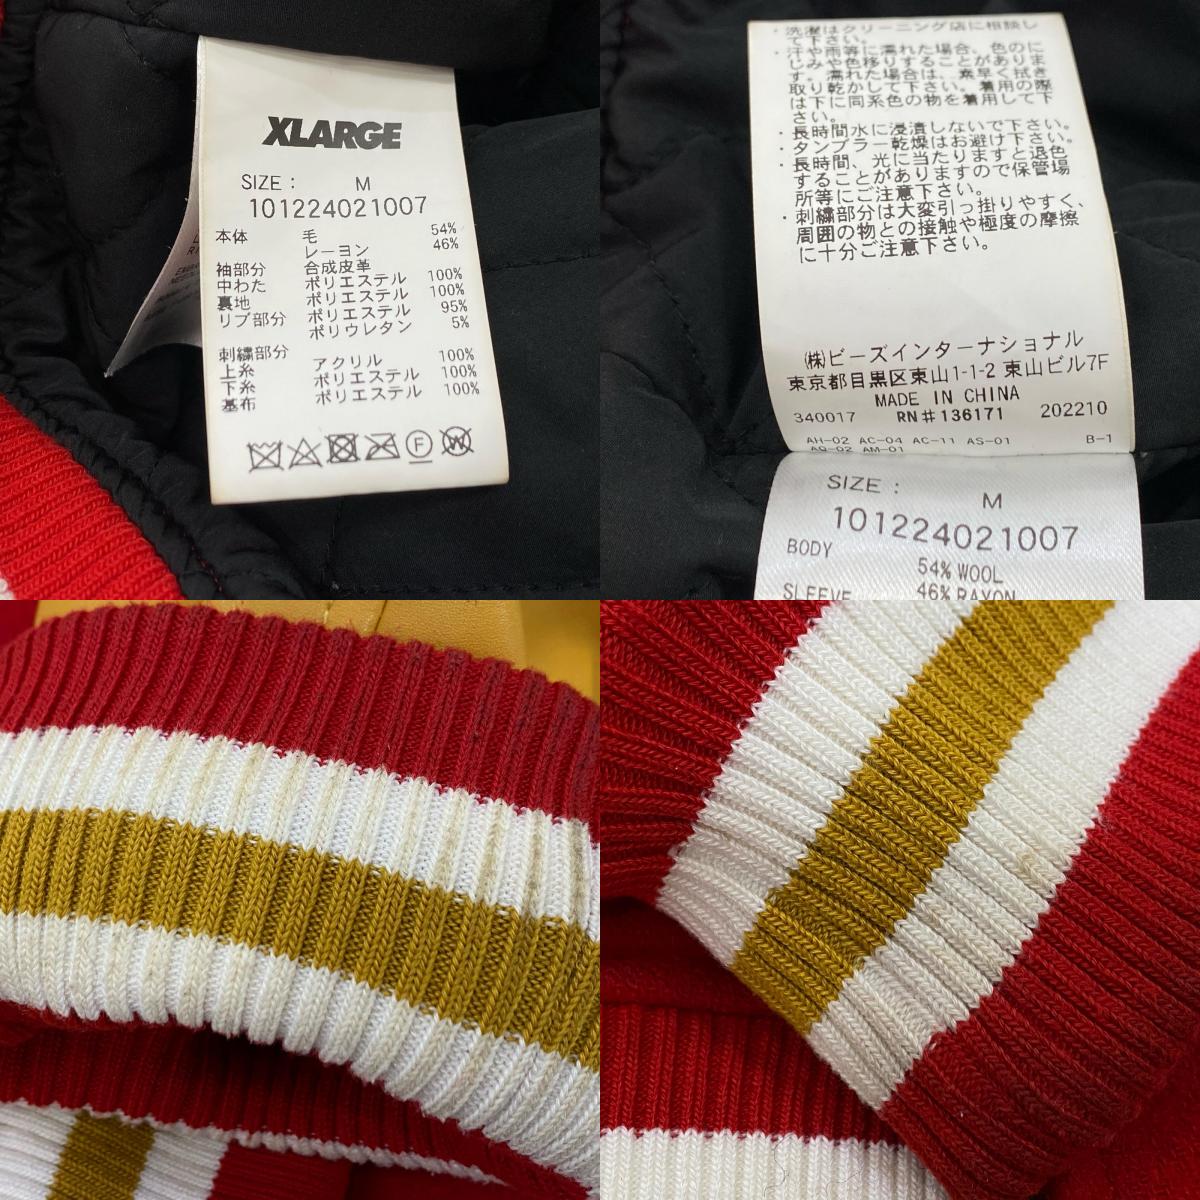 XLARGE
SIZE : M
101224021007
本体 毛 54%
レーヨン 46%
袖部分 合成皮革
中わた ポリエステル 100%
裏地 ポリエステル 100%
リブ部分 ポリエステル 95%
ポリウレタン 5%
刺繍部分
上糸 アクリル 100%
下糸 ポリエステル 100%
基布 ポリエステル 100%
F
W
・洗濯はクリーニング店に相談し
て下さい。
・汗や雨等に濡れた場合、色のに
じみや色移りすることがありま
す。濡れた場合は、素早く拭き
取り乾かして下さい。着用の際
は下に同系色の物を着用して下
さい。
・長時間水に浸漬しないで下さい。
・タンブラー乾燥はお避け下さい。
・長時間、光に当たりますと退色
することがありますので保管場
所等にご注意下さい。
・刺繍部分は大変引っ掛りやすく、
周囲の物との接触や極度の摩擦
に十分ご注意下さい。
㈱ビーズインターナショナル
東京都目黒区東山1-1-2 東山ビル7F
MADE IN CHINA
340017 RN#136171 202210
AH-02 AC-04 AC-11 AS-01 B-1
AQ-02 AM-01
SIZE : M
101224021007
BODY 54% WOOL
46% RAYON
SLEEVE